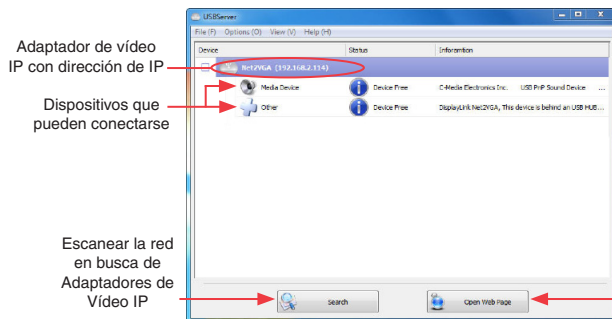 USBServer
File (F) Options (O) View (V) Help (H)
Device Status Inforamtion
Adaptador de vídeo
IP con dirección de IP
Net2VGA (192.168.2.114)
Media Device Device Free C-Media Electronics Inc. USB PnP Sound Device ...
Other Device Free DisplayLink Net2VGA, This device is behind an USB HUB...
Dispositivos que
pueden conectarse
Escanear la red
en busca de
Adaptadores de
Vídeo IP
Search
Open Web Page